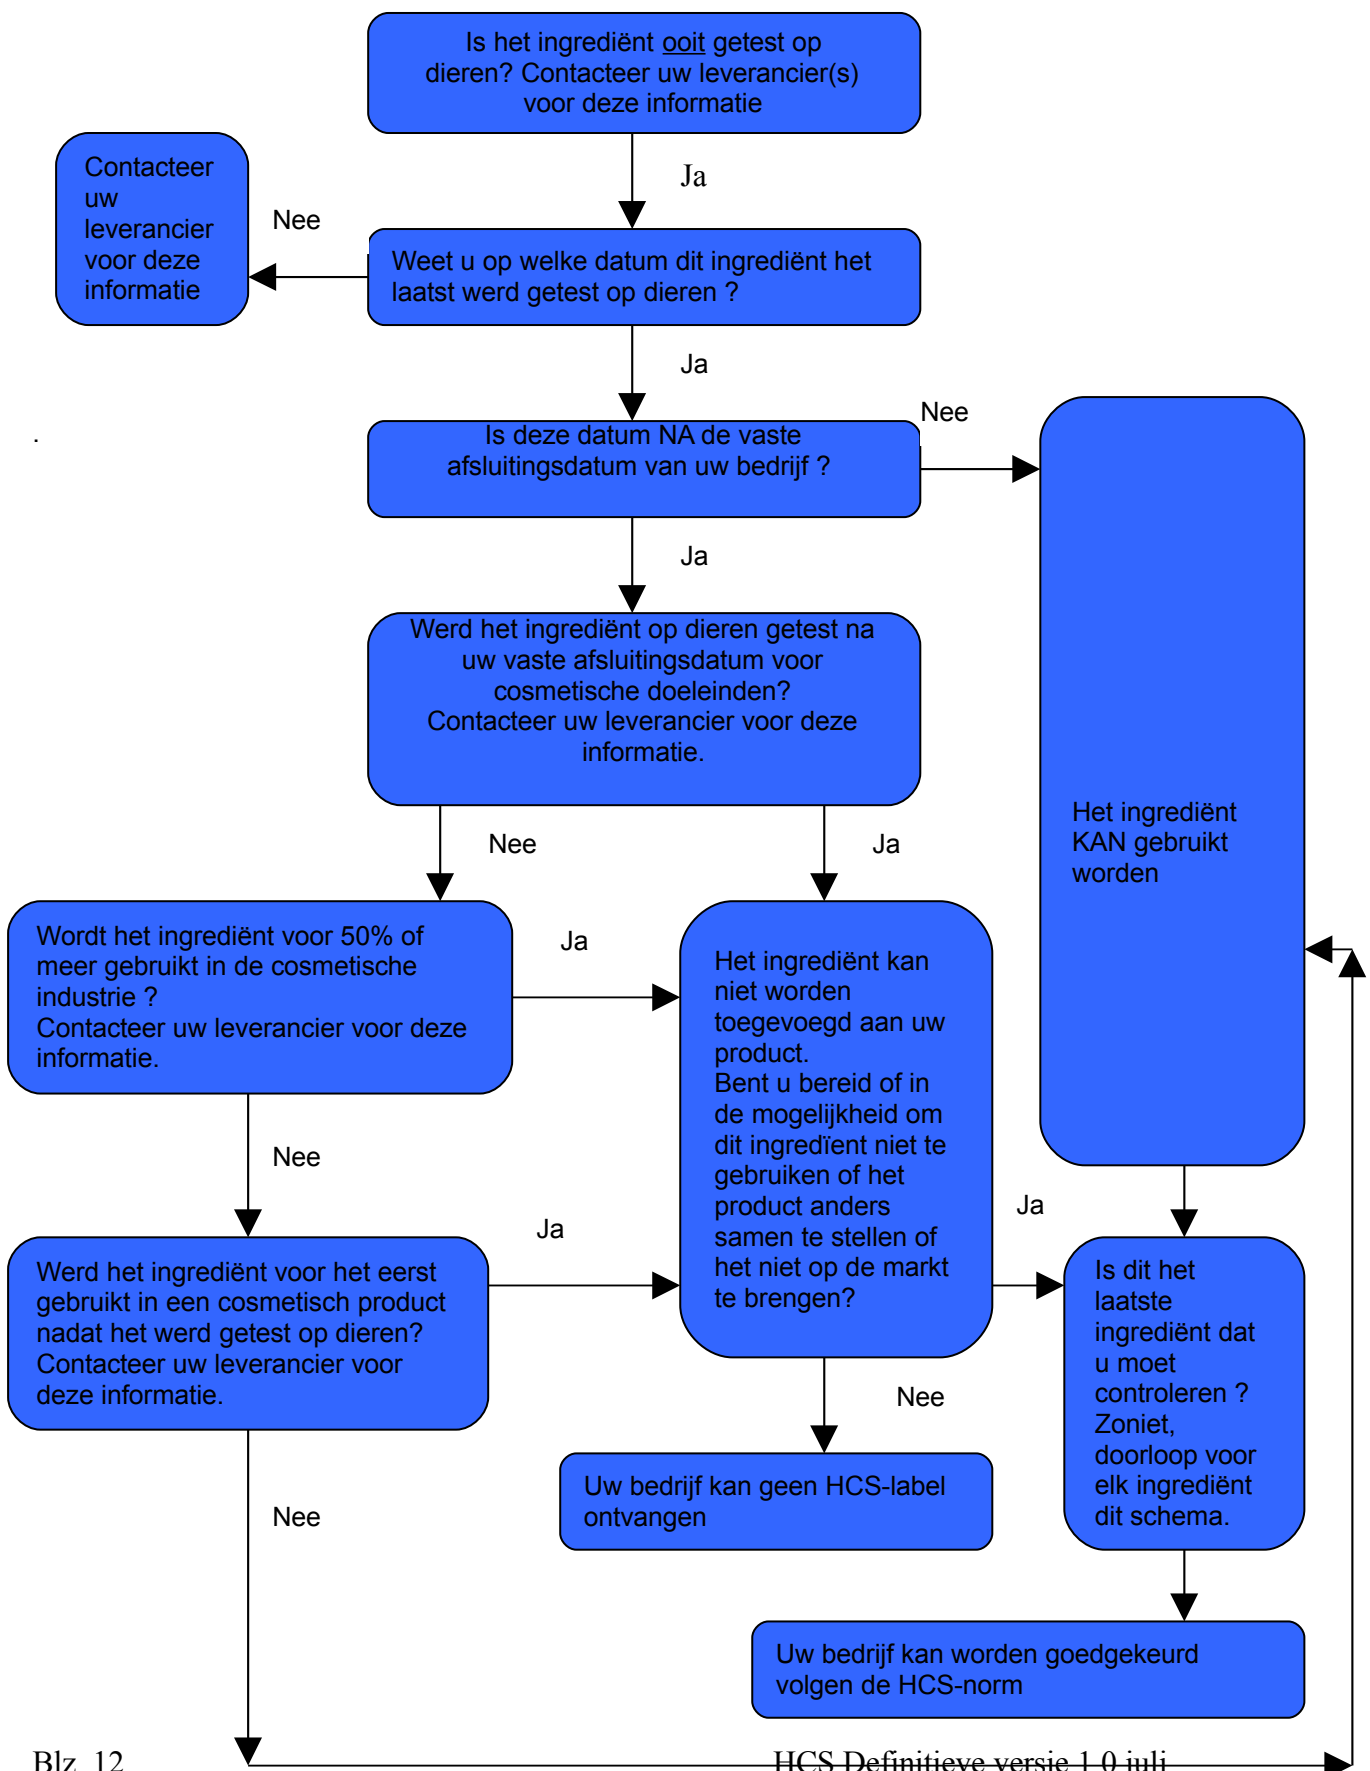 Is het ingrediënt ooit getest op
dieren? Contacteer uw leverancier(s)
voor deze informatie
Ja
Contacteer
uw
leverancier
voor deze
informatie
Nee
Weet u op welke datum dit ingrediënt het
laatst werd getest op dieren ?
Ja
Nee
.
Is deze datum NA de vaste
afsluitingsdatum van uw bedrijf ?
Ja
Werd het ingrediënt op dieren getest na
uw vaste afsluitingsdatum voor
cosmetische doeleinden?
Contacteer uw leverancier voor deze
informatie.
Het ingrediënt
KAN gebruikt
worden
Nee
Ja
Wordt het ingrediënt voor 50% of
meer gebruikt in de cosmetische
industrie ?
Contacteer uw leverancier voor deze
informatie.
Ja
Het ingrediënt kan
niet worden
toegevoegd aan uw
product.
Bent u bereid of in
de mogelijkheid om
dit ingredïent niet te
gebruiken of het
product anders
samen te stellen of
het niet op de markt
te brengen?
Nee
Ja
Ja
Werd het ingrediënt voor het eerst
gebruikt in een cosmetisch product
nadat het werd getest op dieren?
Contacteer uw leverancier voor
deze informatie.
Is dit het
laatste
ingrediënt dat
u moet
controleren ?
Zoniet,
doorloop voor
elk ingrediënt
dit schema.
Nee
Uw bedrijf kan geen HCS-label
ontvangen
Nee
Uw bedrijf kan worden goedgekeurd
volgen de HCS-norm
Blz. 12
HCS Definitieve versie 1.0 juli